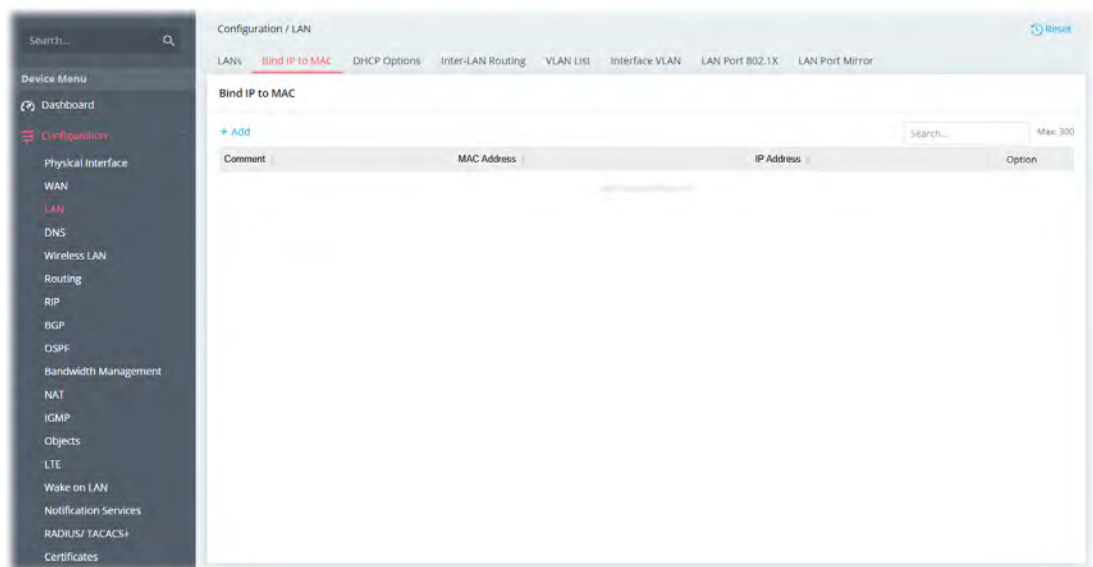 Search...
Device Menu
Dashboard
Configuration
Physical Interface
WAN
LAN
DNS
Wireless LAN
Routing
RIP
BGP
OSPF
Bandwidth Management
NAT
IGMP
Objects
LTE
Wake on LAN
Notification Services
RADIUS/ TACACS+
Certificates
Configuration / LAN
Reset
LANs Bind IP to MAC DHCP Options Inter-LAN Routing VLAN List Interface VLAN LAN Port 802.1X LAN Port Mirror
Bind IP to MAC
+ Add
Search...
Max: 300
Comment MAC Address IP Address Option